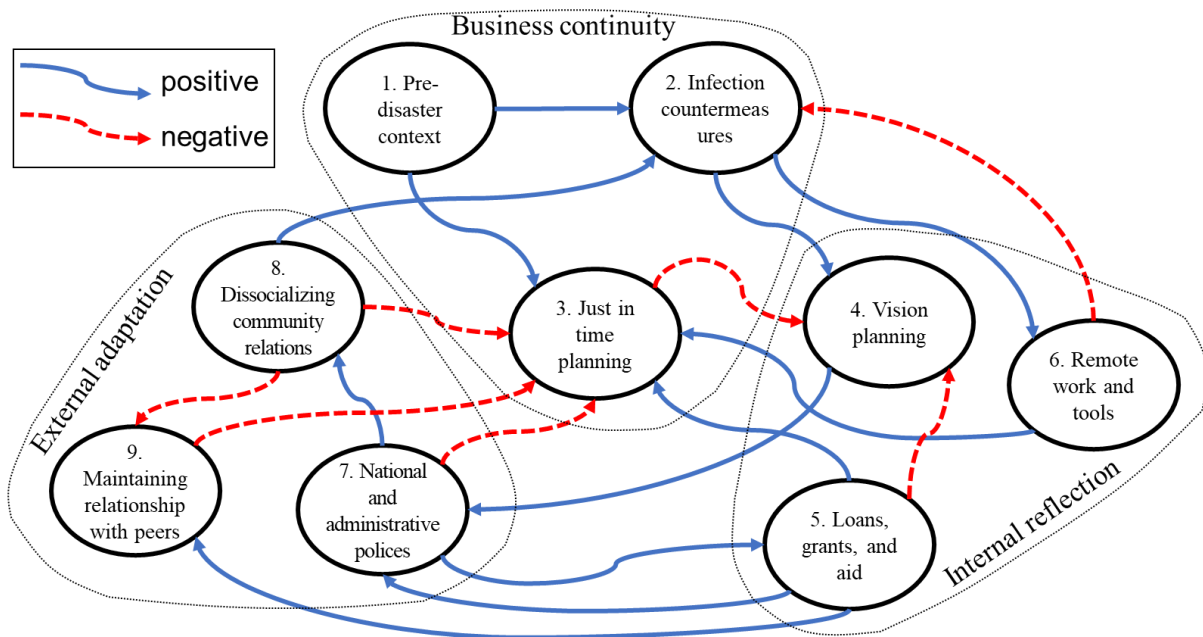 Business continuity
positive
negative
1. Pre-
disaster
context
2. Infection
countermeas
ures
8.
Dissocializing
community
relations
3. Just in
time
planning
4. Vision
planning
6. Remote
work and
tools
External adaptation
9.
Maintaining
relationship
with peers
7. National
and
administrative
polices
5. Loans,
grants, and
aid
Internal reflection